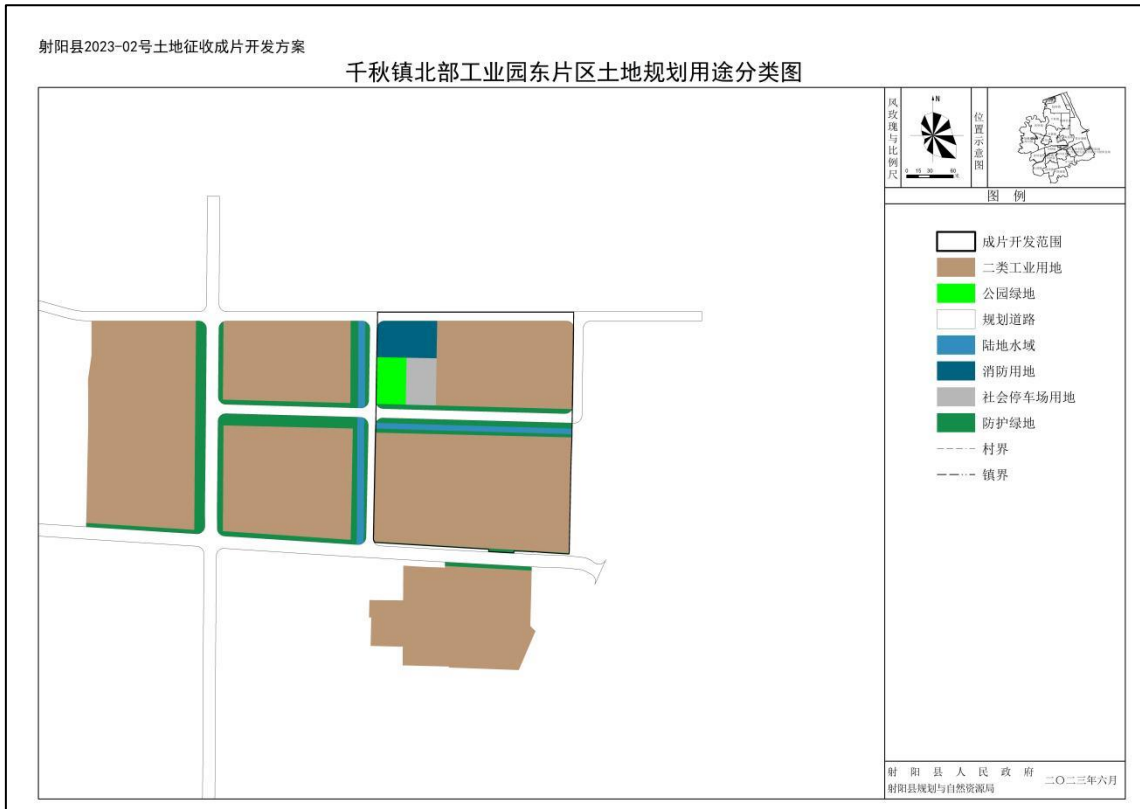 射阳县2023-02号土地征收成片开发方案
千秋镇北部工业园东片区土地规划用途分类图
风玫瑰与比例尺
N
0 15 30 60
位置示意图
图 例
成片开发范围
二类工业用地
公园绿地
规划道路
陆地水域
消防用地
社会停车场用地
防护绿地
村界
镇界
射阳县人民政府
射阳县规划与自然资源局
二〇二三年六月